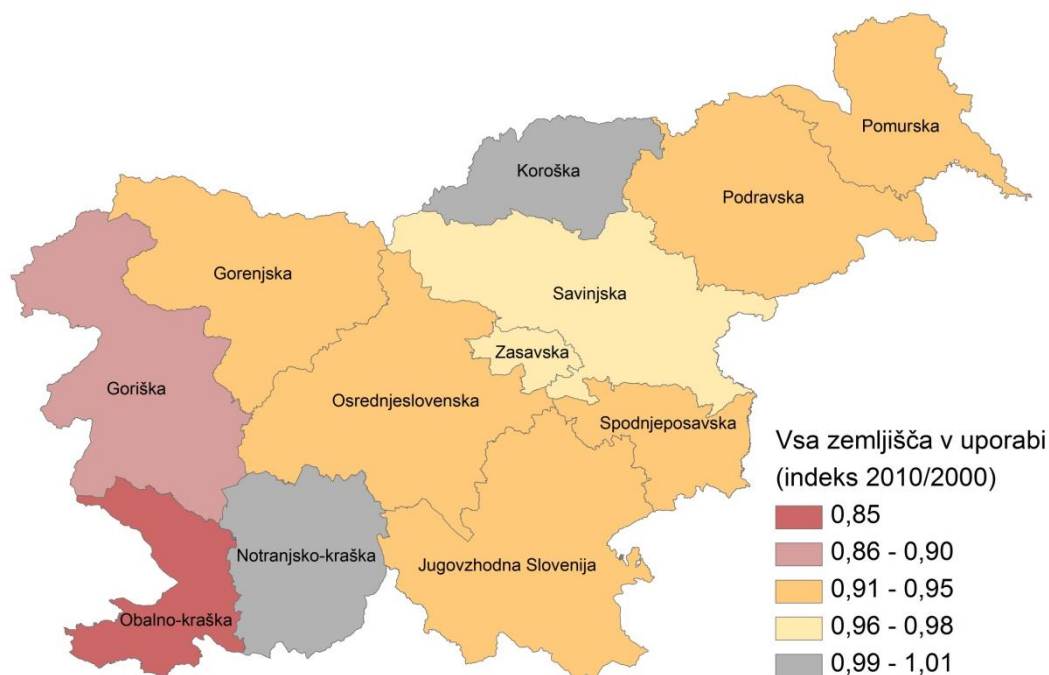 Pomurska
Koroška
Podravska
Gorenjska
Savinjska
Zasavska
Goriška
Osrednjeslovenska
Spodnjeposavska
Notranjsko-kraška
Jugovzhodna Slovenija
Obalno-kraška
Vsa zemljišča v uporabi
(indeks 2010/2000)
0,85
0,86 - 0,90
0,91 - 0,95
0,96 - 0,98
0,99 - 1,01